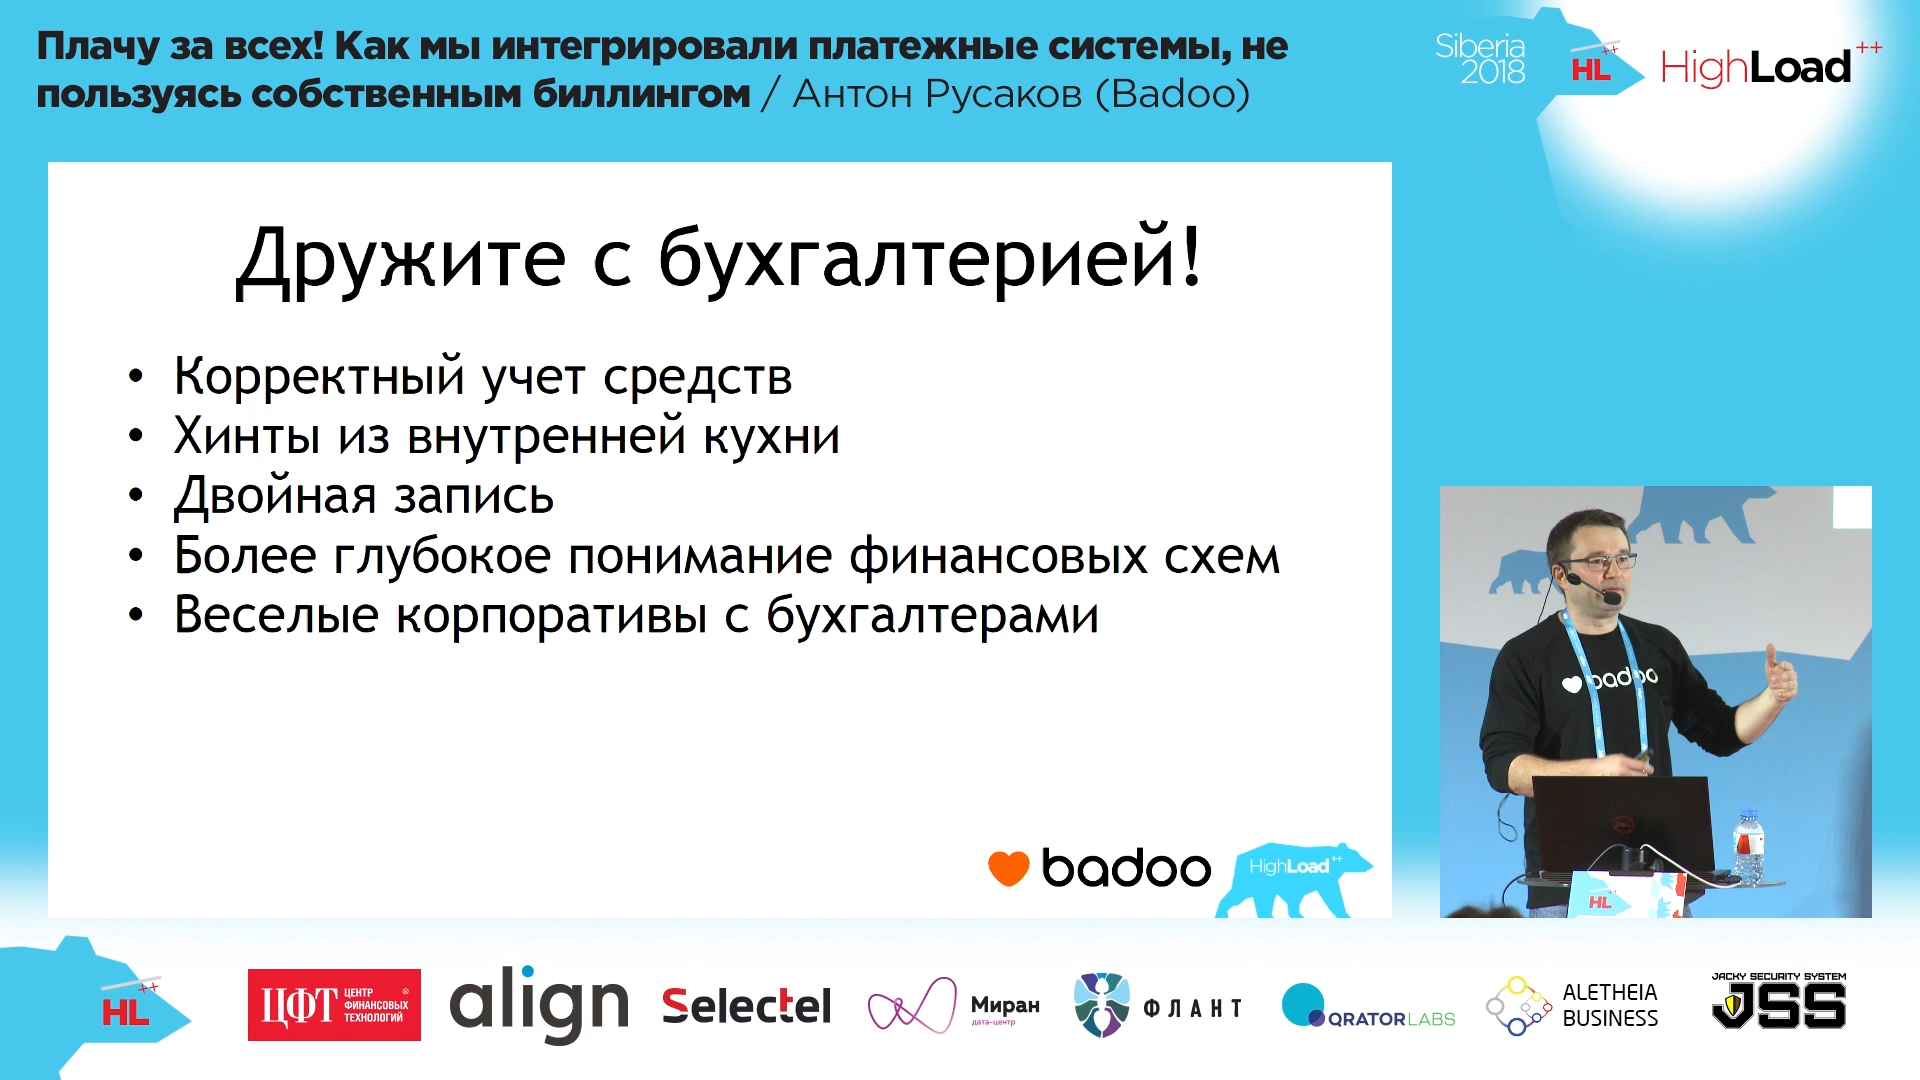 Плачу за всех! Как мы интегрировали платежные системы, не
пользуясь собственным биллингом / Антон Русаков (Badoo)
Siberia
2018
HL++
HighLoad++
Дружите с бухгалтерией!
• Корректный учет средств
• Хинты из внутренней кухни
• Двойная запись
• Более глубокое понимание финансовых схем
• Веселые корпоративы с бухгалтерами
badoo
HighLoad++
badoo
HL
HL++
ЦФТ
ЦЕНТР
ФИНАНСОВЫХ
ТЕХНОЛОГИЙ
®
align
Selectel
Миран
дата-центр
ФЛАНТ
QRATOR LABS
ALETHEIA
BUSINESS
JACKY SECURITY SYSTEM
JSS